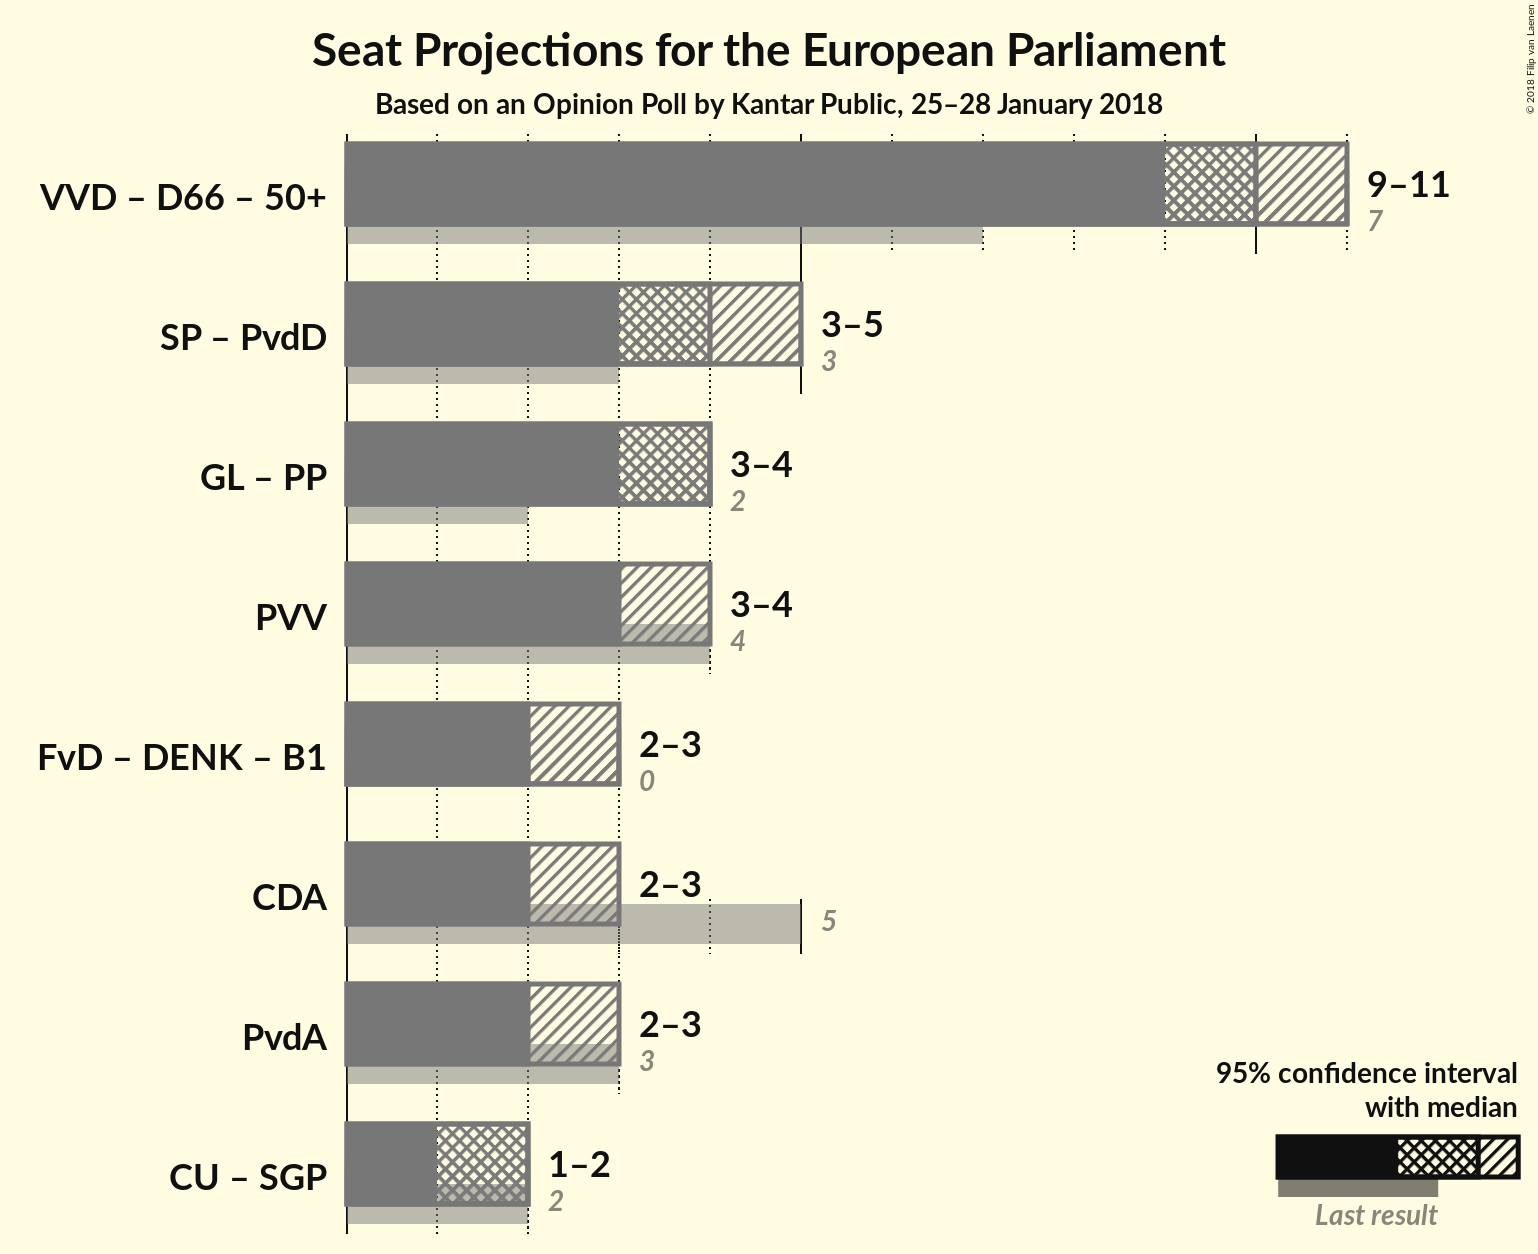 Seat Projections for the European Parliament
Based on an Opinion Poll by Kantar Public, 25–28 January 2018
© 2018 Filip van Laenen
VVD – D66 – 50+
9–11
7
SP – PvdD
3–5
3
GL – PP
3–4
2
PVV
3–4
4
FvD – DENK – B1
2–3
0
CDA
2–3
5
PvdA
2–3
3
CU – SGP
1–2
2
95% confidence interval
with median
Last result